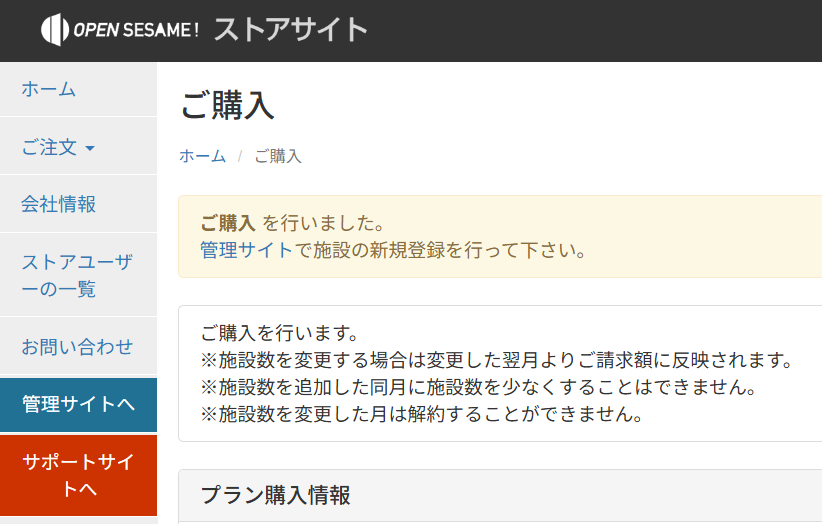 OPEN SESAME! ストアサイト
ホーム
ご注文
会社情報
ストアユーザ
ーの一覧
お問い合わせ
管理サイトへ
サポートサイ
トへ
ご購入
ホーム / ご購入
ご購入 を行いました。
管理サイトで施設の新規登録を行って下さい。
ご購入を行います。
※施設数を変更する場合は変更した翌月よりご請求額に反映されます。
※施設数を追加した同月に施設数を少なくすることはできません。
※施設数を変更した月は解約することができません。
プラン購入情報